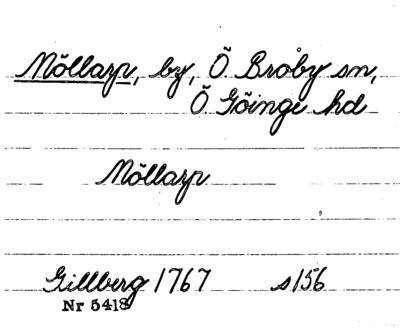 Möllarp, by, Ö. Broby sn,
Ö Göinge hd
Möllarp
Gillberg 1767 s156
Nr 5418